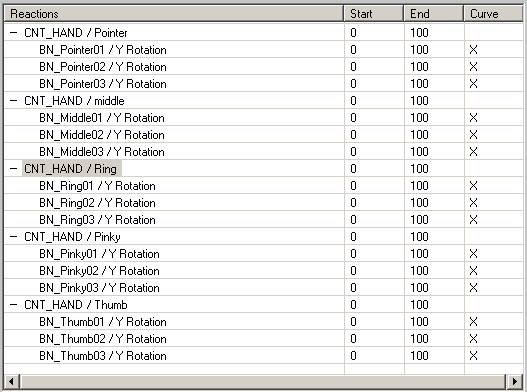 Reactions Start End Curve
− CNT_HAND / Pointer 0 100
BN_Pointer01 / Y Rotation 0 100 X
BN_Pointer02 / Y Rotation 0 100 X
BN_Pointer03 / Y Rotation 0 100 X
− CNT_HAND / middle 0 100
BN_Middle01 / Y Rotation 0 100 X
BN_Middle02 / Y Rotation 0 100 X
BN_Middle03 / Y Rotation 0 100 X
− CNT_HAND / Ring 0 100
BN_Ring01 / Y Rotation 0 100 X
BN_Ring02 / Y Rotation 0 100 X
BN_Ring03 / Y Rotation 0 100 X
− CNT_HAND / Pinky 0 100
BN_Pinky01 / Y Rotation 0 100 X
BN_Pinky02 / Y Rotation 0 100 X
BN_Pinky03 / Y Rotation 0 100 X
− CNT_HAND / Thumb 0 100
BN_Thumb01 / Y Rotation 0 100 X
BN_Thumb02 / Y Rotation 0 100 X
BN_Thumb03 / Y Rotation 0 100 X